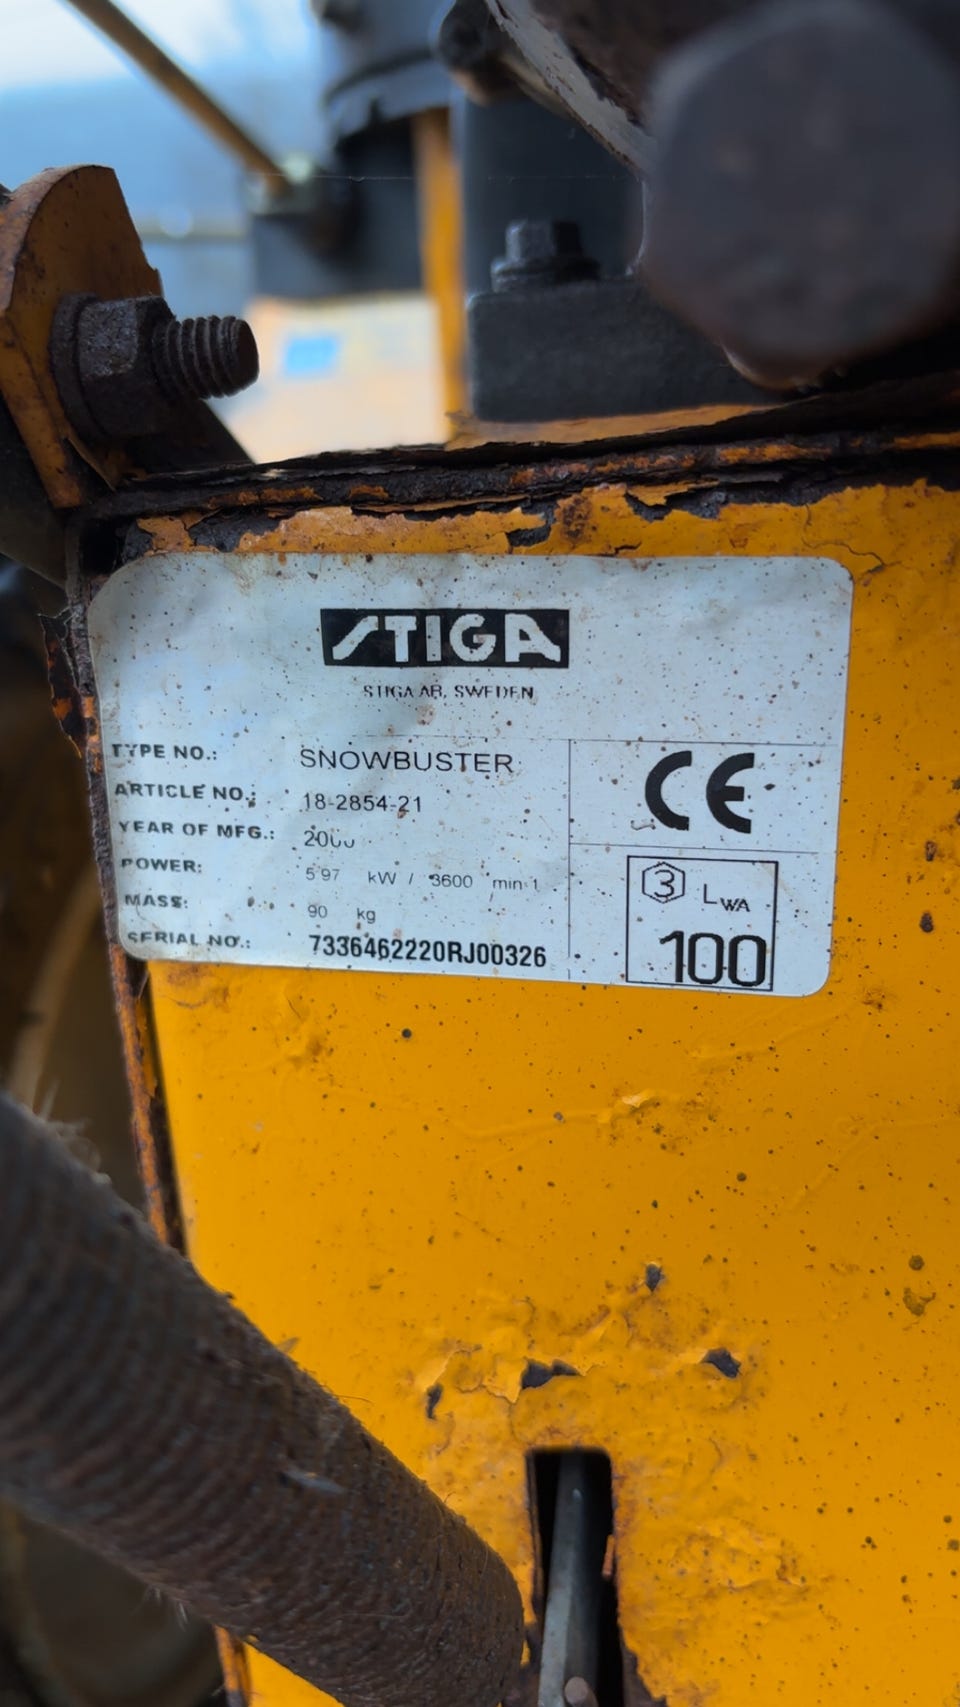 STIGA
STIGA AB, SWEDEN
TYPE NO.: SNOWBUSTER
ARTICLE NO.: 18-2854-21
YEAR OF MFG.:
POWER: 5.97 kW / 3600 min-1
MASS: 90 kg
SERIAL NO.: 7336462220RJ00326
CE
3 LWA
100